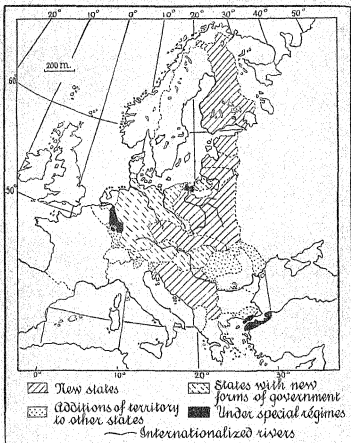 20° 10° 0° 10° 20° 30° 40° 50°
200 m.
60
50°
0° 10° 20° 30°
New states
States with new forms of government
Additions of territory to other states
Under special régimes
Internationalized rivers